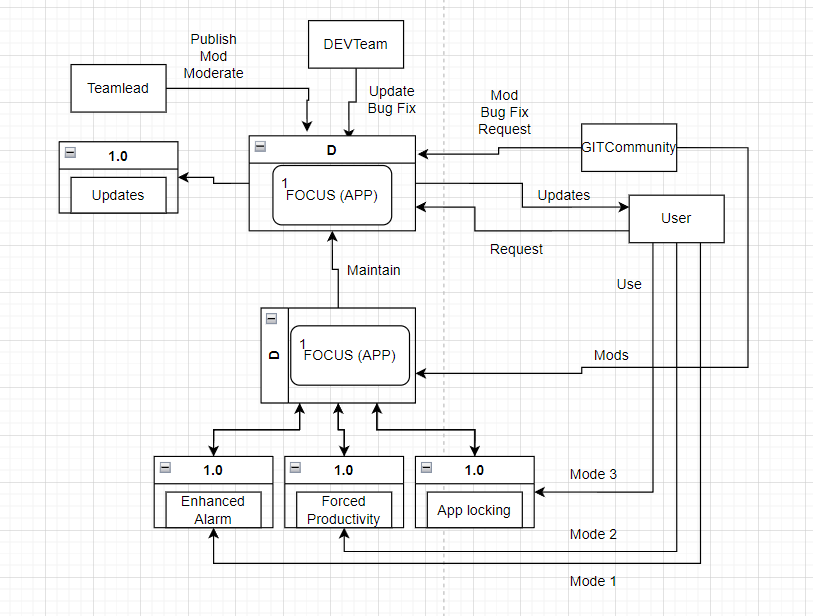 Publish
Mod
Moderate
DEVTeam
Teamlead
Update
Bug Fix
Mod
Bug Fix
Request
1.0
D
GITCommunity
Updates
1
FOCUS (APP)
Updates
User
Request
Maintain
Use
D
1
FOCUS (APP)
Mods
1.0
1.0
1.0
Mode 3
Enhanced
Alarm
Forced
Productivity
App locking
Mode 2
Mode 1